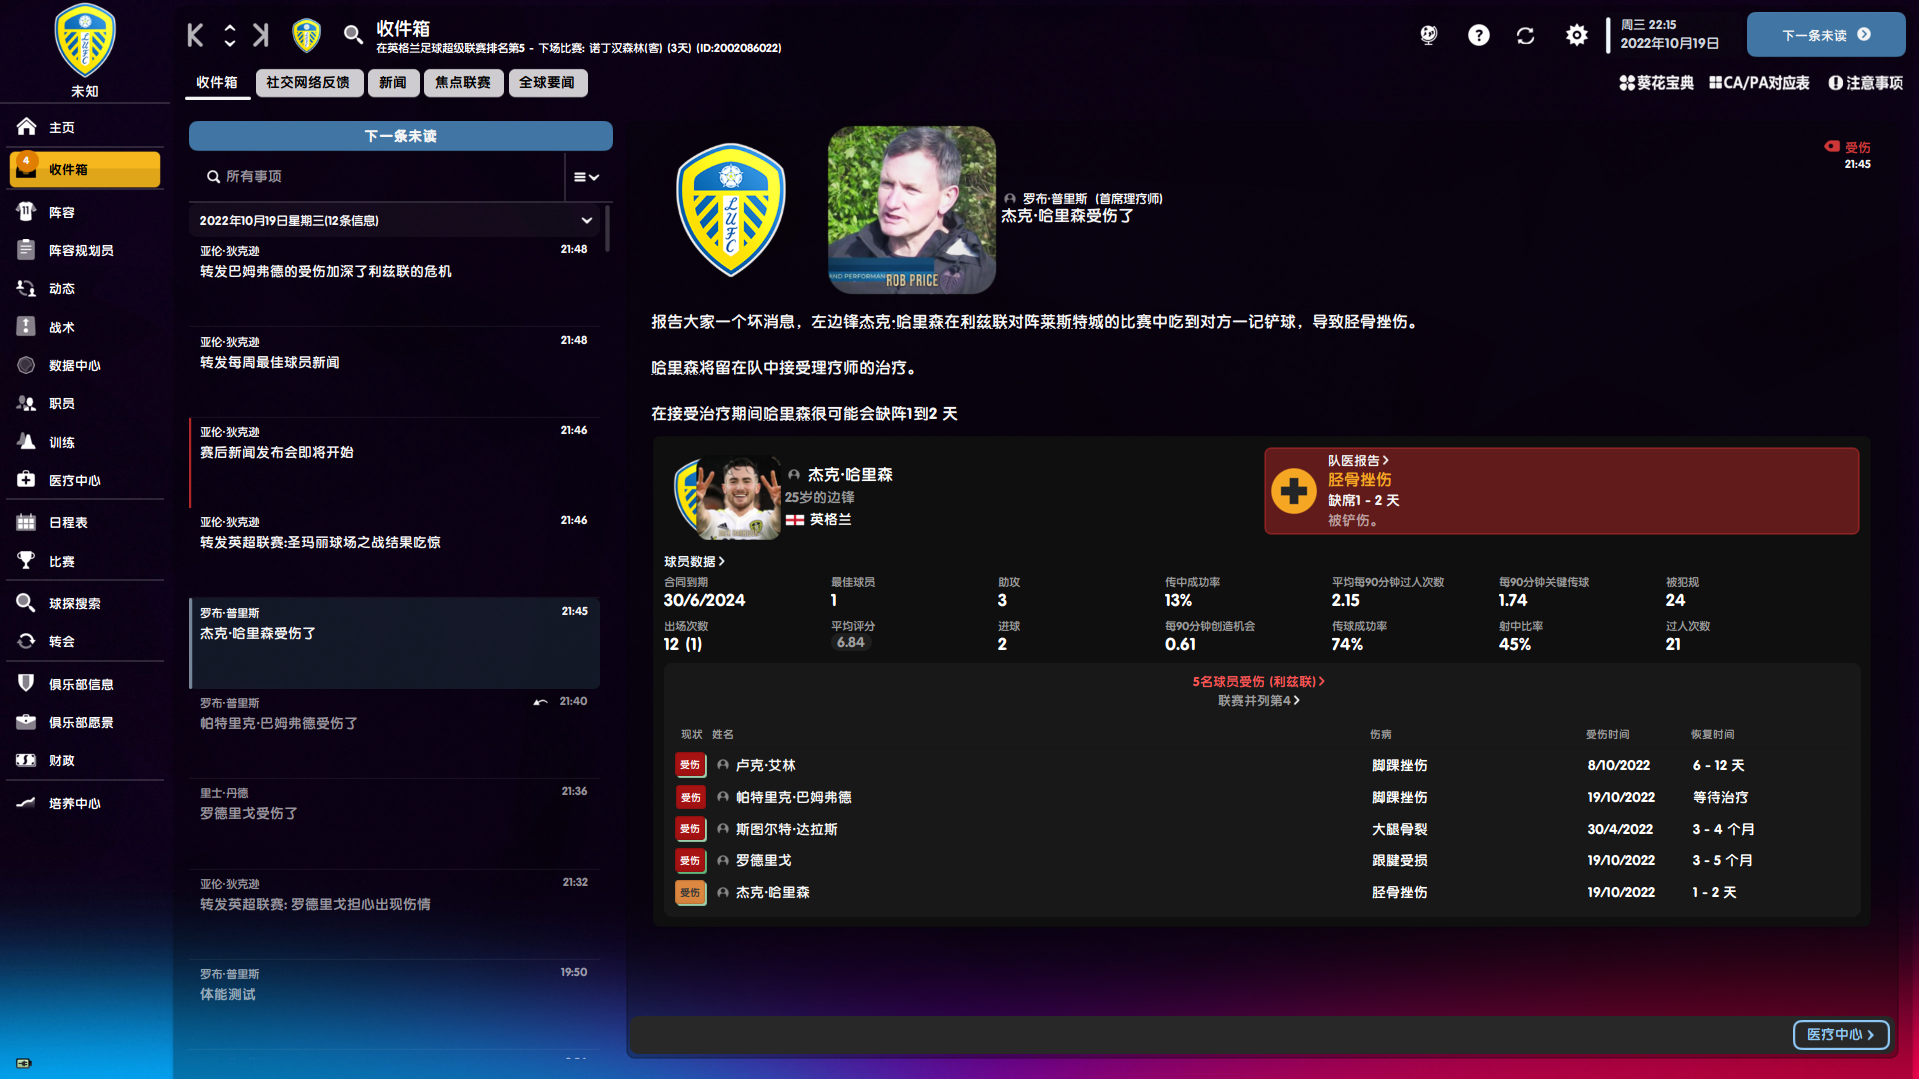 收件箱
在英格兰足球超级联赛排名第5 - 下场比赛: 诺丁汉森林(客) (3天) (ID:2002086022)
周三 22:15
2022年10月19日
下一条未读
未知
收件箱
社交网络反馈
新闻
焦点联赛
全球要闻
葵花宝典
CA/PA对应表
注意事项
主页
4
收件箱
阵容
阵容规划员
动态
战术
数据中心
职员
训练
医疗中心
日程表
比赛
球探搜索
转会
俱乐部信息
俱乐部愿景
财政
培养中心
下一条未读
所有事项
2022年10月19日星期三(12条信息)
亚伦·狄克逊 21:48
转发巴姆弗德的受伤加深了利兹联的危机
亚伦·狄克逊 21:48
转发每周最佳球员新闻
亚伦·狄克逊 21:46
赛后新闻发布会即将开始
亚伦·狄克逊 21:46
转发英超联赛:圣玛丽球场之战结果吃惊
罗布·普里斯 21:45
杰克·哈里森受伤了
罗布·普里斯 21:40
帕特里克·巴姆弗德受伤了
里士·丹德 21:36
罗德里戈受伤了
亚伦·狄克逊 21:32
转发英超联赛: 罗德里戈担心出现伤情
罗布·普里斯 19:50
体能测试
LUFC
AND PERFORMAN
ROB PRICE
罗布·普里斯 (首席理疗师)
杰克·哈里森受伤了
受伤
21:45
报告大家一个坏消息，左边锋杰克·哈里森在利兹联对阵莱斯特城的比赛中吃到对方一记铲球，导致胫骨挫伤。
哈里森将留在队中接受理疗师的治疗。
在接受治疗期间哈里森很可能会缺阵1到2 天
杰克·哈里森
25岁的边锋
英格兰
队医报告
胫骨挫伤
缺席1 - 2 天
被铲伤。
球员数据
合同到期 最佳球员 助攻 传中成功率 平均每90分钟过人次数 每90分钟关键传球 被犯规
30/6/2024 1 3 13% 2.15 1.74 24
出场次数 平均评分 进球 每90分钟创造机会 传球成功率 射中比率 过人次数
12 (1) 6.84 2 0.61 74% 45% 21
5名球员受伤 (利兹联)
联赛并列第4
现状 姓名 伤病 受伤时间 恢复时间
受伤 卢克·艾林 脚踝挫伤 8/10/2022 6 - 12 天
受伤 帕特里克·巴姆弗德 脚踝挫伤 19/10/2022 等待治疗
受伤 斯图尔特·达拉斯 大腿骨裂 30/4/2022 3 - 4 个月
受伤 罗德里戈 跟腱受损 19/10/2022 3 - 5 个月
受伤 杰克·哈里森 胫骨挫伤 19/10/2022 1 - 2 天
医疗中心